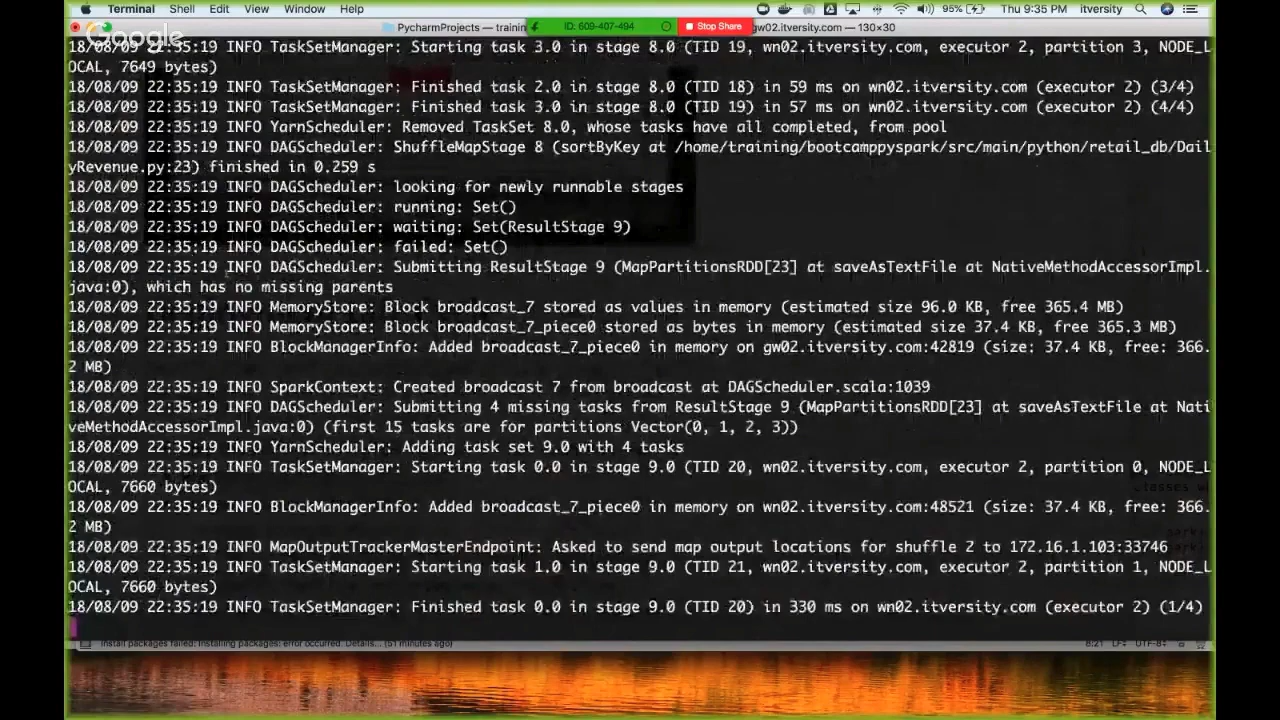 Terminal Shell Edit View Window Help 95% Thu 9:35 PM itversity
Google
PycharmProjects — trainin ID: 609-407-494 Stop Share gw02.itversity.com — 130×30
18/08/09 22:35:19 INFO TaskSetManager: Starting task 3.0 in stage 8.0 (TID 19, wn02.itversity.com, executor 2, partition 3, NODE_L
OCAL, 7649 bytes)
18/08/09 22:35:19 INFO TaskSetManager: Finished task 2.0 in stage 8.0 (TID 18) in 59 ms on wn02.itversity.com (executor 2) (3/4)
18/08/09 22:35:19 INFO TaskSetManager: Finished task 3.0 in stage 8.0 (TID 19) in 57 ms on wn02.itversity.com (executor 2) (4/4)
18/08/09 22:35:19 INFO YarnScheduler: Removed TaskSet 8.0, whose tasks have all completed, from pool
18/08/09 22:35:19 INFO DAGScheduler: ShuffleMapStage 8 (sortByKey at /home/training/bootcamppyspark/src/main/python/retail_db/Dail
yRevenue.py:23) finished in 0.259 s
18/08/09 22:35:19 INFO DAGScheduler: looking for newly runnable stages
18/08/09 22:35:19 INFO DAGScheduler: running: Set()
18/08/09 22:35:19 INFO DAGScheduler: waiting: Set(ResultStage 9)
18/08/09 22:35:19 INFO DAGScheduler: failed: Set()
18/08/09 22:35:19 INFO DAGScheduler: Submitting ResultStage 9 (MapPartitionsRDD[23] at saveAsTextFile at NativeMethodAccessorImpl.
java:0), which has no missing parents
18/08/09 22:35:19 INFO MemoryStore: Block broadcast_7 stored as values in memory (estimated size 96.0 KB, free 365.4 MB)
18/08/09 22:35:19 INFO MemoryStore: Block broadcast_7_piece0 stored as bytes in memory (estimated size 37.4 KB, free 365.3 MB)
18/08/09 22:35:19 INFO BlockManagerInfo: Added broadcast_7_piece0 in memory on gw02.itversity.com:42819 (size: 37.4 KB, free: 366.
2 MB)
18/08/09 22:35:19 INFO SparkContext: Created broadcast 7 from broadcast at DAGScheduler.scala:1039
18/08/09 22:35:19 INFO DAGScheduler: Submitting 4 missing tasks from ResultStage 9 (MapPartitionsRDD[23] at saveAsTextFile at Nati
veMethodAccessorImpl.java:0) (first 15 tasks are for partitions Vector(0, 1, 2, 3))
18/08/09 22:35:19 INFO YarnScheduler: Adding task set 9.0 with 4 tasks
18/08/09 22:35:19 INFO TaskSetManager: Starting task 0.0 in stage 9.0 (TID 20, wn02.itversity.com, executor 2, partition 0, NODE_L
OCAL, 7660 bytes)
18/08/09 22:35:19 INFO BlockManagerInfo: Added broadcast_7_piece0 in memory on wn02.itversity.com:48521 (size: 37.4 KB, free: 366.
2 MB)
18/08/09 22:35:19 INFO MapOutputTrackerMasterEndpoint: Asked to send map output locations for shuffle 2 to 172.16.1.103:33746
18/08/09 22:35:19 INFO TaskSetManager: Starting task 1.0 in stage 9.0 (TID 21, wn02.itversity.com, executor 2, partition 1, NODE_L
OCAL, 7660 bytes)
18/08/09 22:35:19 INFO TaskSetManager: Finished task 0.0 in stage 9.0 (TID 20) in 330 ms on wn02.itversity.com (executor 2) (1/4)
Install packages failed: Installing packages: error occurred. Details... (51 minutes ago) 8:21 LF÷ UTF-8÷